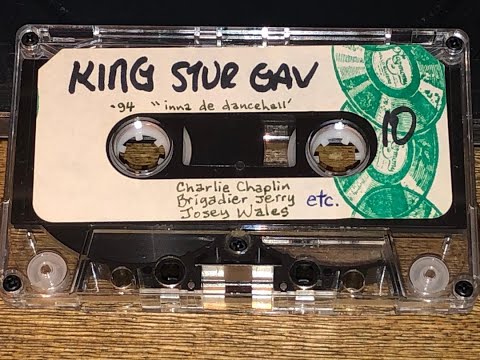 KING STUR GAV
'94 "inna de dancehall'
10
Charlie Chaplin
Brigadier Jerry etc.
Josey Wales